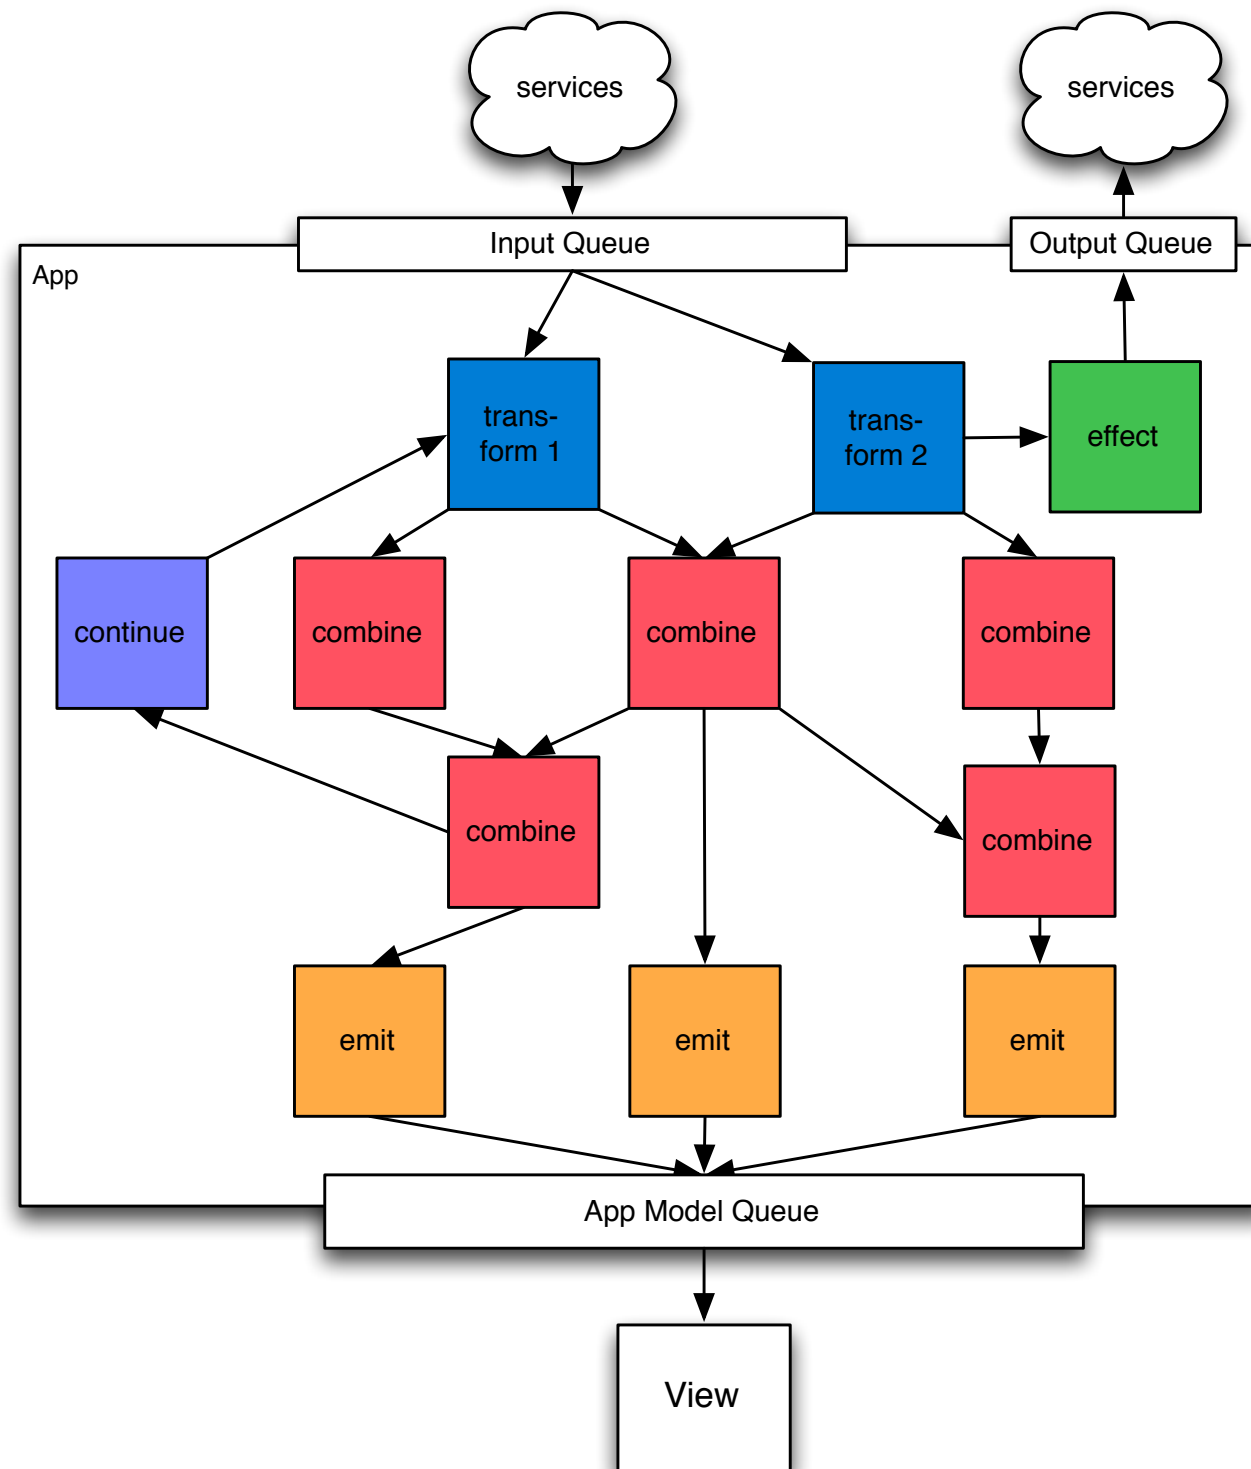 services
services
Input Queue
Output Queue
App
trans-
form 1
trans-
form 2
effect
continue
combine
combine
combine
combine
combine
emit
emit
emit
App Model Queue
View